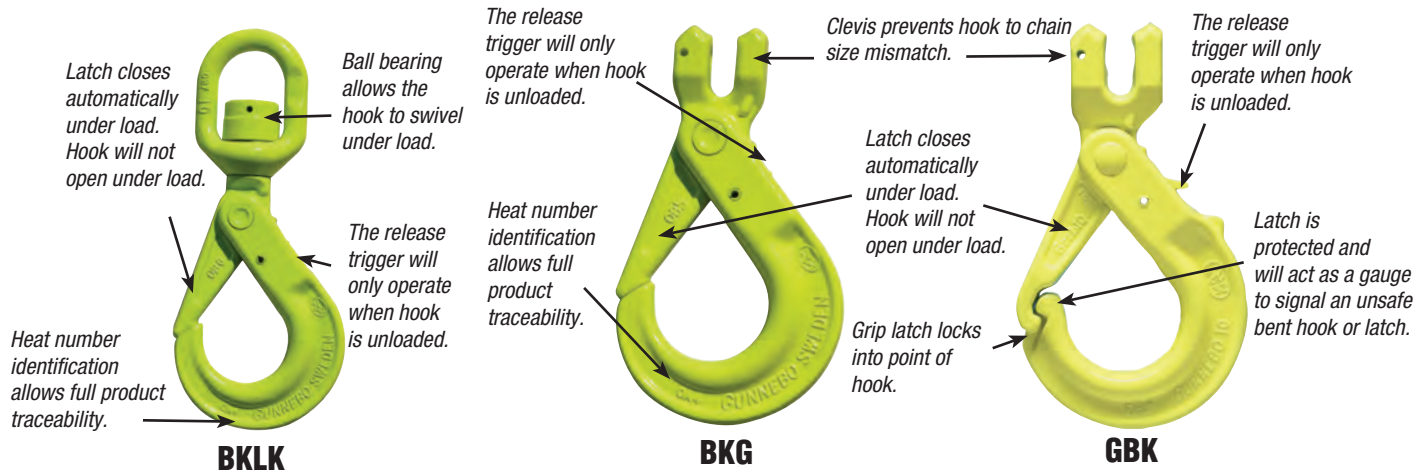 Latch closes
automatically
under load.
Hook will not
open under load.
Ball bearing
allows the
hook to swivel
under load.
The release
trigger will
only operate
when hook
is unloaded.
Heat number
identification
allows full product
traceability.
GUNNEBO SWEDEN
BKLK
The release
trigger will only
operate when hook
is unloaded.
Clevis prevents hook to chain
size mismatch.
Heat number
identification
allows full
product
traceability.
Latch closes
automatically
under load.
Hook will not
open under load.
GUNNEBO SWEDEN
BKG
The release
trigger will only
operate when hook
is unloaded.
Latch is
protected and
will act as a gauge
to signal an unsafe
bent hook or latch.
Grip latch locks
into point of
hook.
GBK